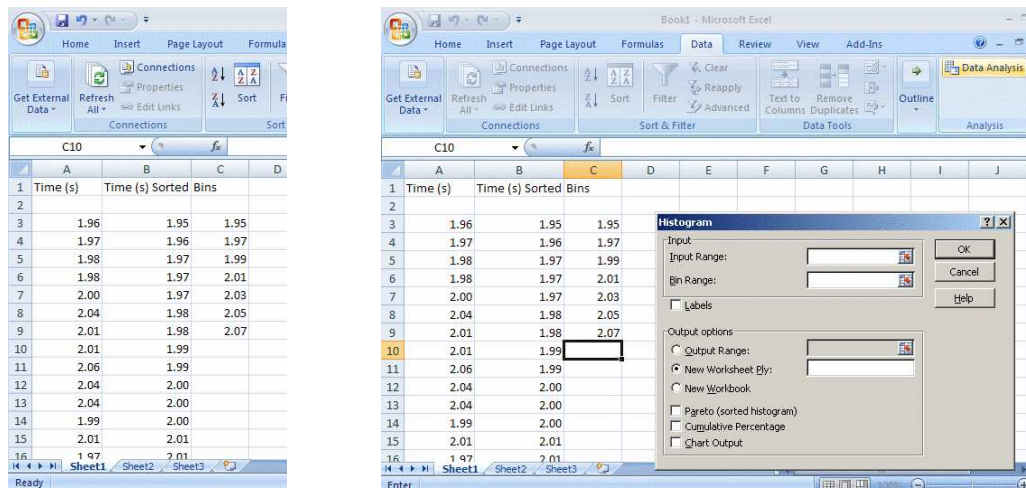 Home Insert Page Layout Formula
Get External Data
Refresh All
Connections
Properties
Edit Links
Connections
Sort
Sort
C10 fx
A B C D
1 Time (s) Time (s) Sorted Bins
2
3 1.96 1.95 1.95
4 1.97 1.96 1.97
5 1.98 1.97 1.99
6 1.98 1.97 2.01
7 2.00 1.97 2.03
8 2.04 1.98 2.05
9 2.01 1.98 2.07
10 2.01 1.99
11 2.06 1.99
12 2.04 2.00
13 2.04 2.00
14 1.99 2.00
15 2.01 2.01
16 1.97 2.01
Sheet1 Sheet2 Sheet3
Ready
Book1 - Microsoft Excel
Home Insert Page Layout Formulas Data Review View Add-Ins
Get External Data
Refresh All
Connections
Properties
Edit Links
Connections
Sort
Filter
Clear
Reapply
Advanced
Sort & Filter
Text to Columns
Remove Duplicates
Data Tools
Outline
Data Analysis
Analysis
C10 fx
A B C D E F G H I J
1 Time (s) Time (s) Sorted Bins
2
3 1.96 1.95 1.95
4 1.97 1.96 1.97
5 1.98 1.97 1.99
6 1.98 1.97 2.01
7 2.00 1.97 2.03
8 2.04 1.98 2.05
9 2.01 1.98 2.07
10 2.01 1.99
11 2.06 1.99
12 2.04 2.00
13 2.04 2.00
14 1.99 2.00
15 2.01 2.01
16 1.97 2.01
Sheet1 Sheet2 Sheet3
Enter 100%
Histogram
Input
Input Range:
Bin Range:
Labels
Output options
Output Range:
New Worksheet Ply:
New Workbook
Pareto (sorted histogram)
Cumulative Percentage
Chart Output
OK
Cancel
Help